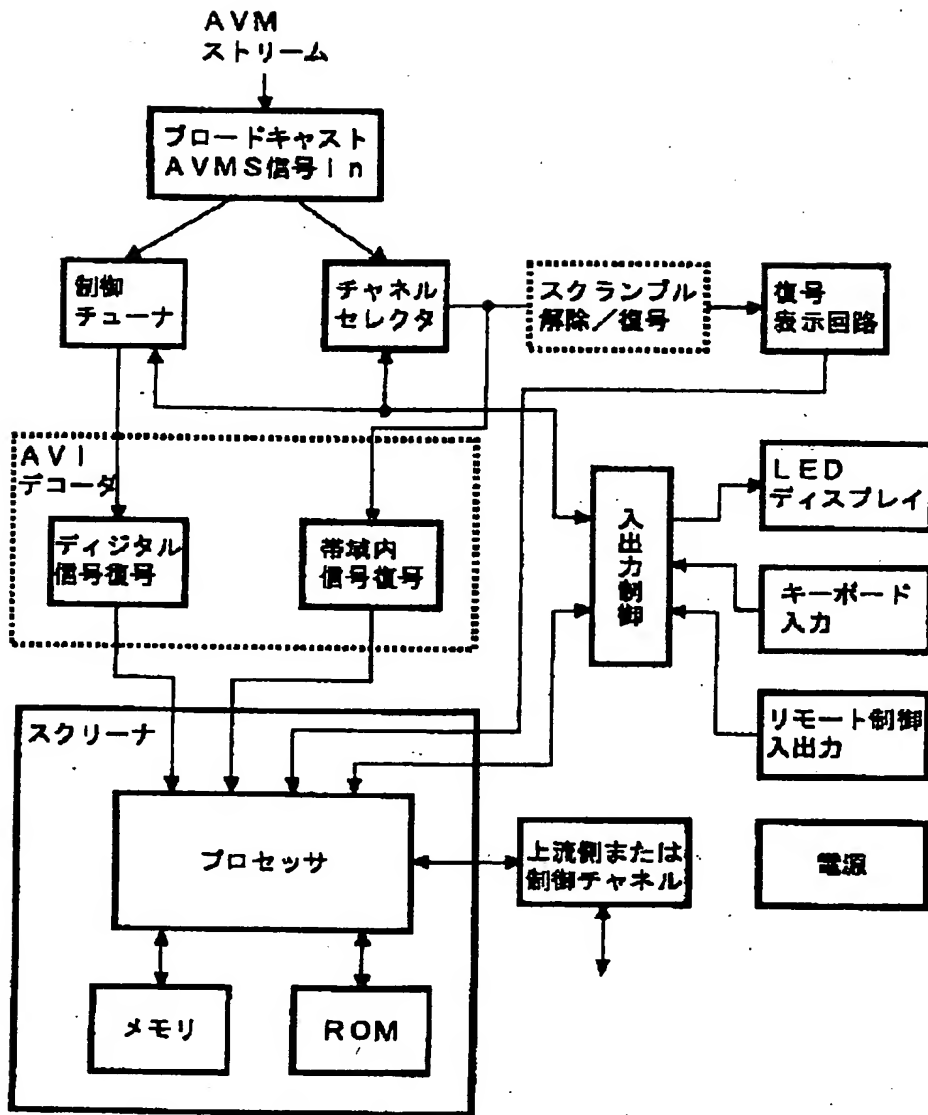 AVM
ストリーム
ブロードキャスト
AVMS信号In
制御
チューナ
チャネル
セレクタ
スクランブル
解除／復号
復号
表示回路
AVI
デコーダ
ディジタル
信号復号
帯域内
信号復号
入出力制御
LED
ディスプレイ
キーボード
入力
リモート制御
入出力
スクリーナ
プロセッサ
上流側または
制御チャネル
電源
メモリ
ROM